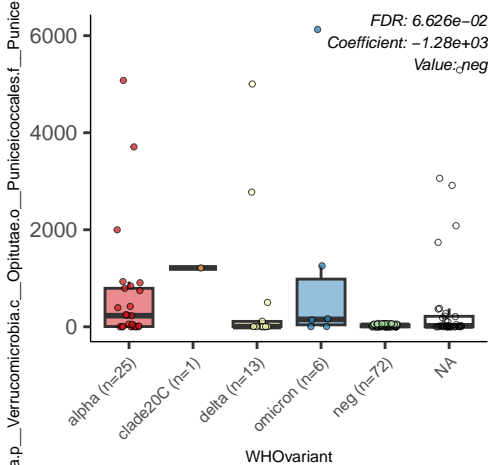 FDR: 6.626e−02
Coefficient: −1.28e+03
Value: neg
a.p__Verrucomicrobia.c__Opitutae.o__Puniceicoccales.f__Punice
6000
4000
2000
0
alpha (n=25)
clade20C (n=1)
delta (n=13)
omicron (n=6)
neg (n=72)
NA
WHOvariant